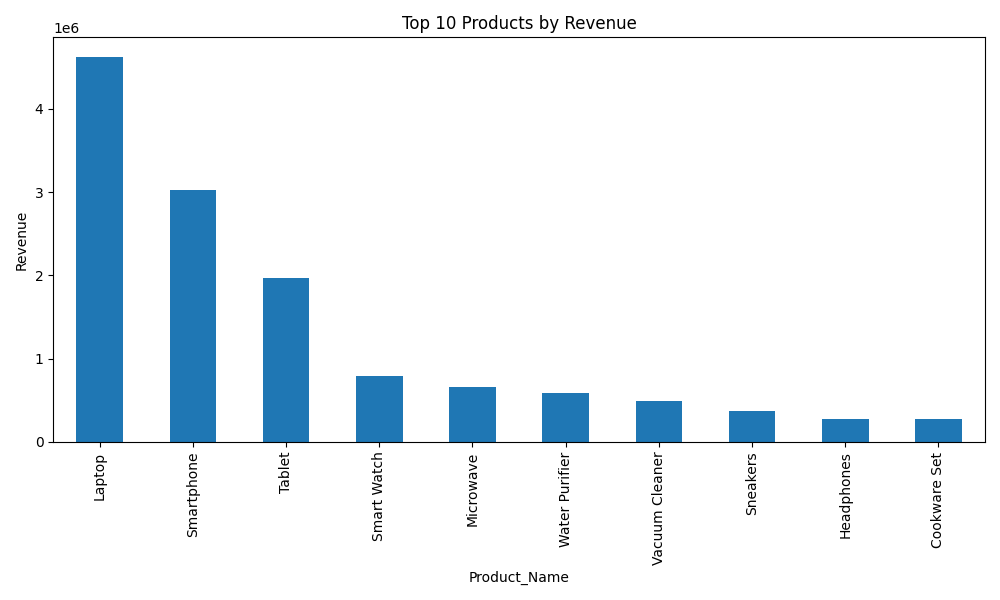 Top 10 Products by Revenue
1e6
4
3
2
1
0
Revenue
Laptop
Smartphone
Tablet
Smart Watch
Microwave
Water Purifier
Vacuum Cleaner
Sneakers
Headphones
Cookware Set
Product_Name